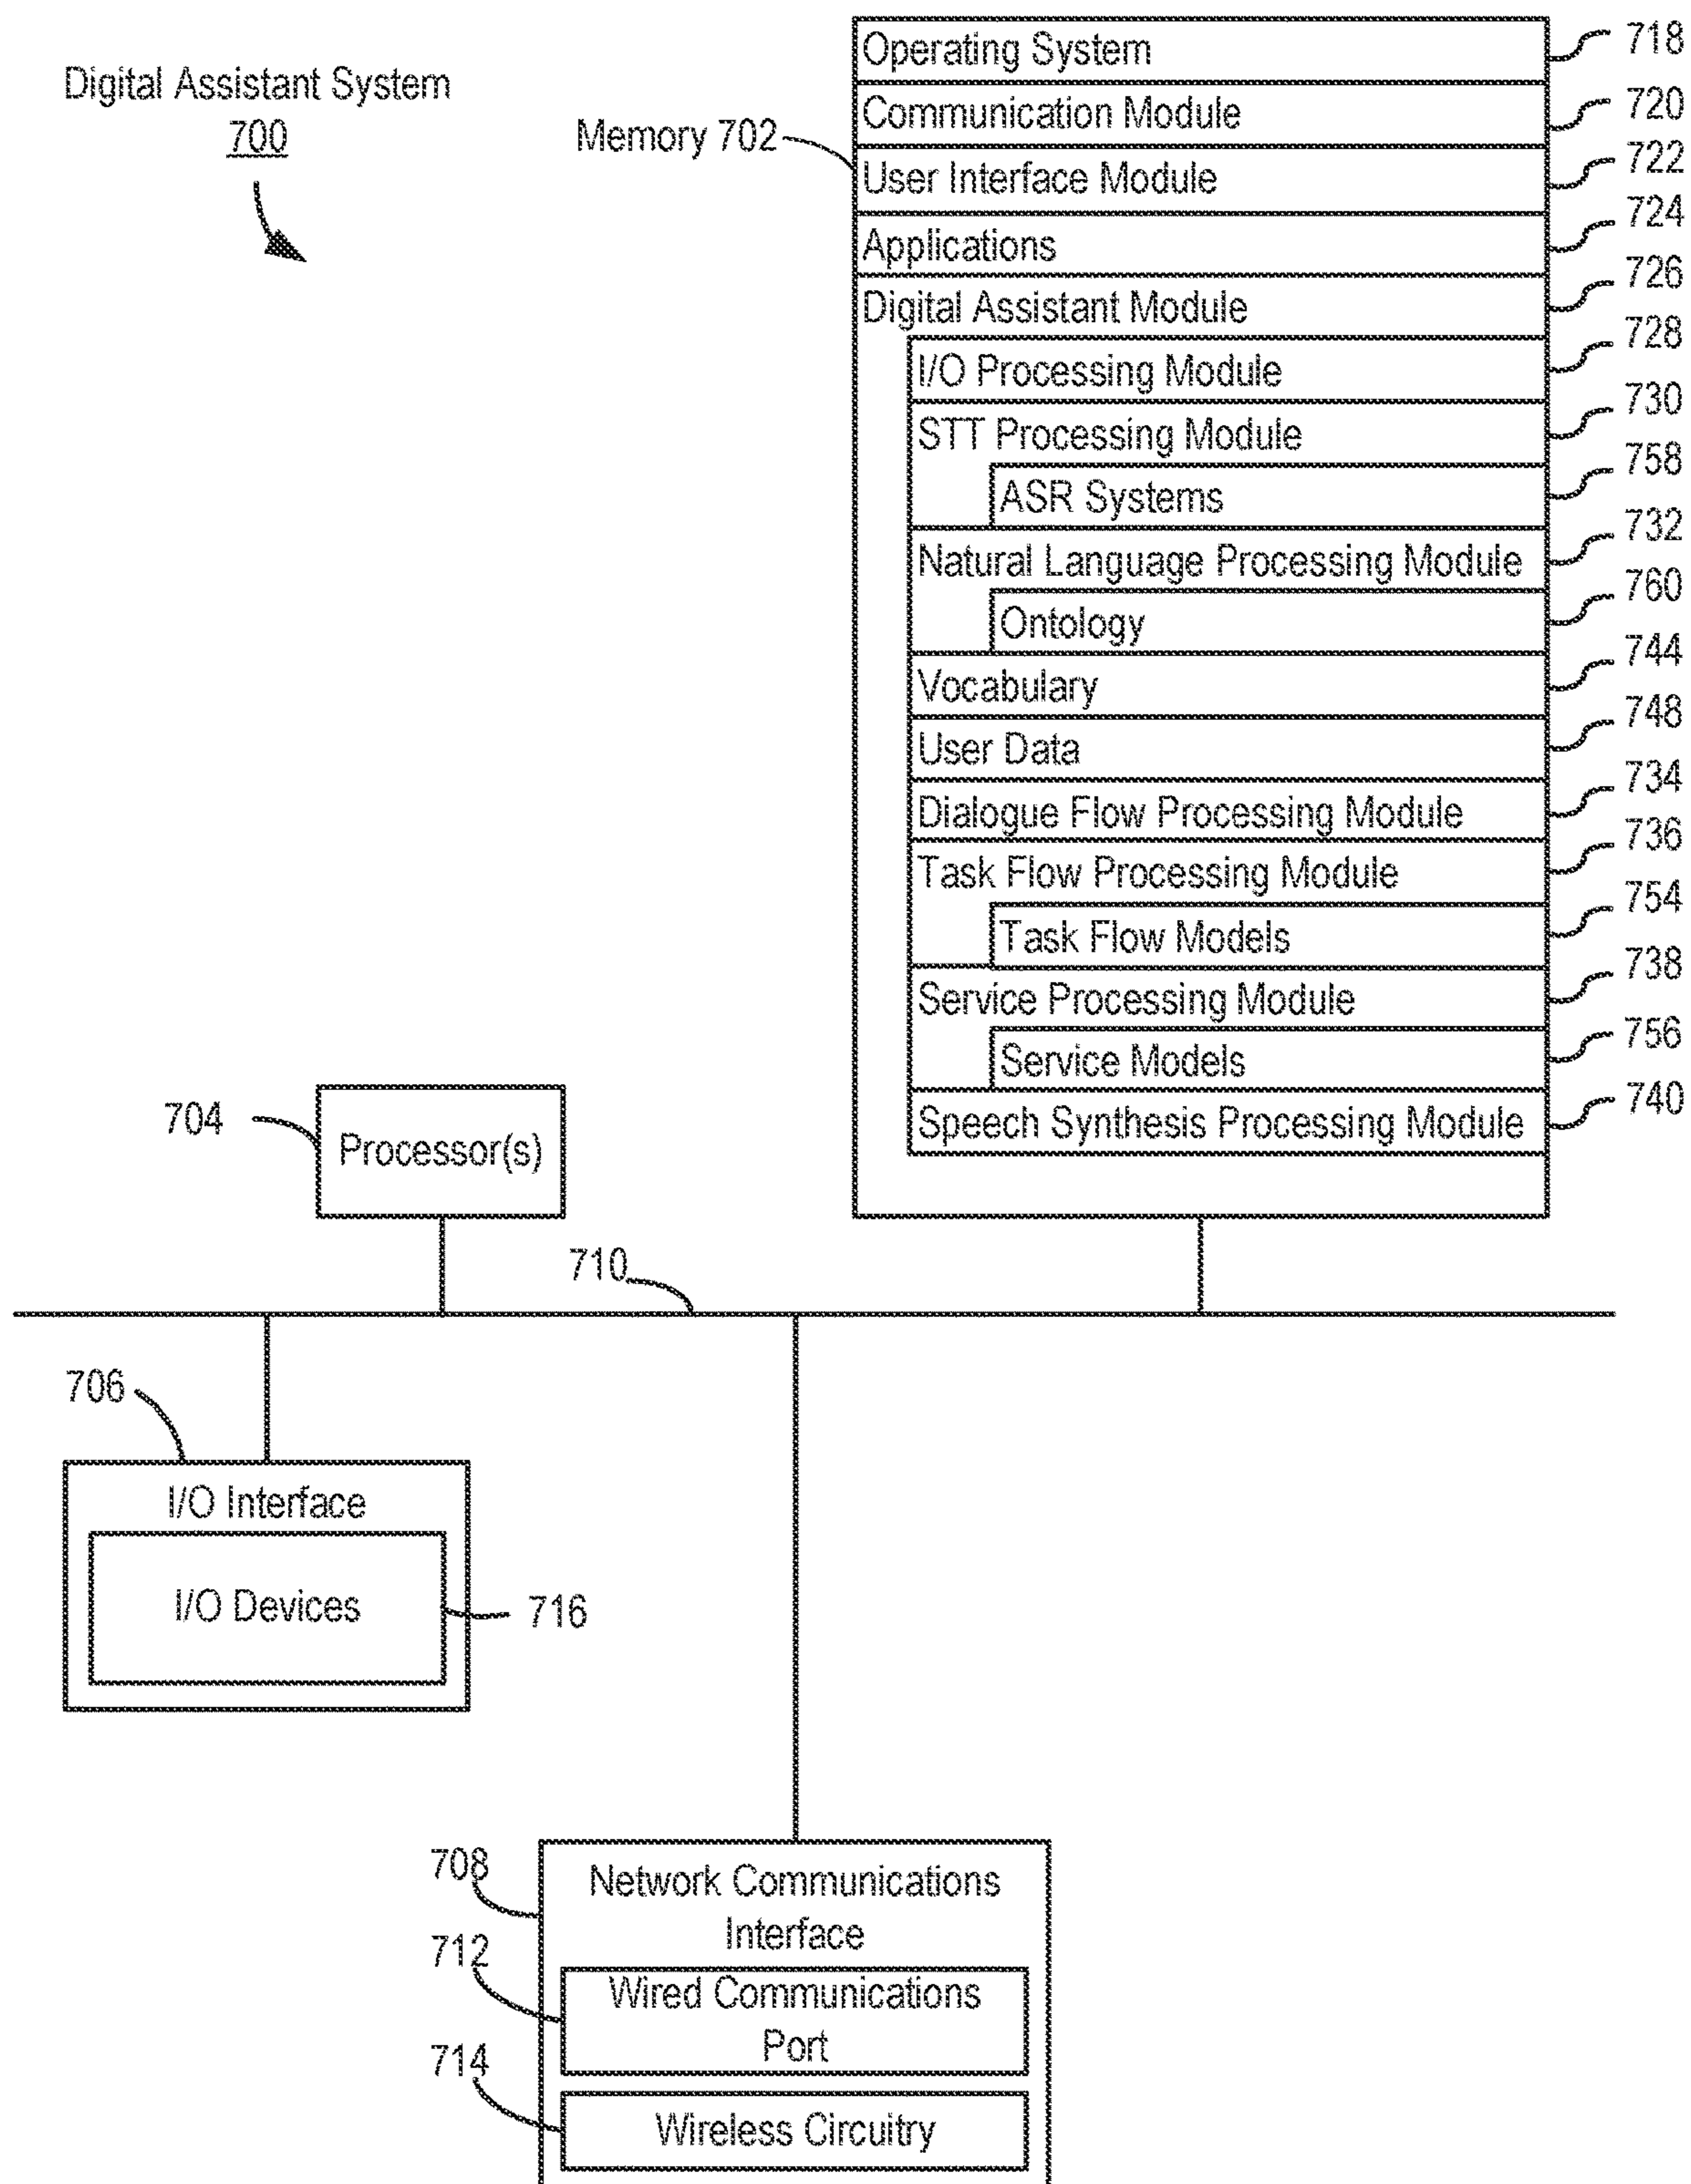 Digital Assistant System
700
Memory 702
Operating System 718
Communication Module 720
User Interface Module 722
Applications 724
Digital Assistant Module 726
I/O Processing Module 728
STT Processing Module 730
ASR Systems 758
Natural Language Processing Module 732
Ontology 760
Vocabulary 744
User Data 748
Dialogue Flow Processing Module 734
Task Flow Processing Module 736
Task Flow Models 754
Service Processing Module 738
Service Models 756
Speech Synthesis Processing Module 740
704
Processor(s)
710
706
I/O Interface
I/O Devices
716
708
Network Communications
Interface
712
Wired Communications
Port
714
Wireless Circuitry